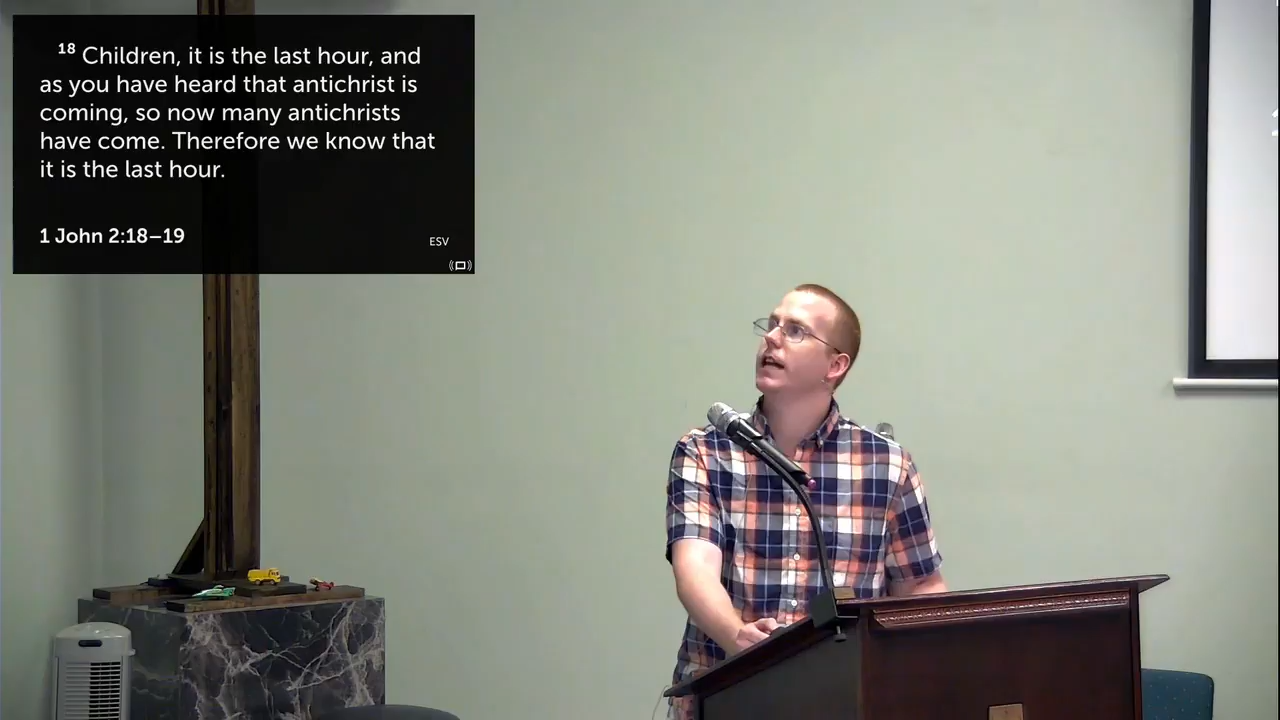 18 Children, it is the last hour, and
as you have heard that antichrist is
coming, so now many antichrists
have come. Therefore we know that
it is the last hour.
1 John 2:18–19
ESV